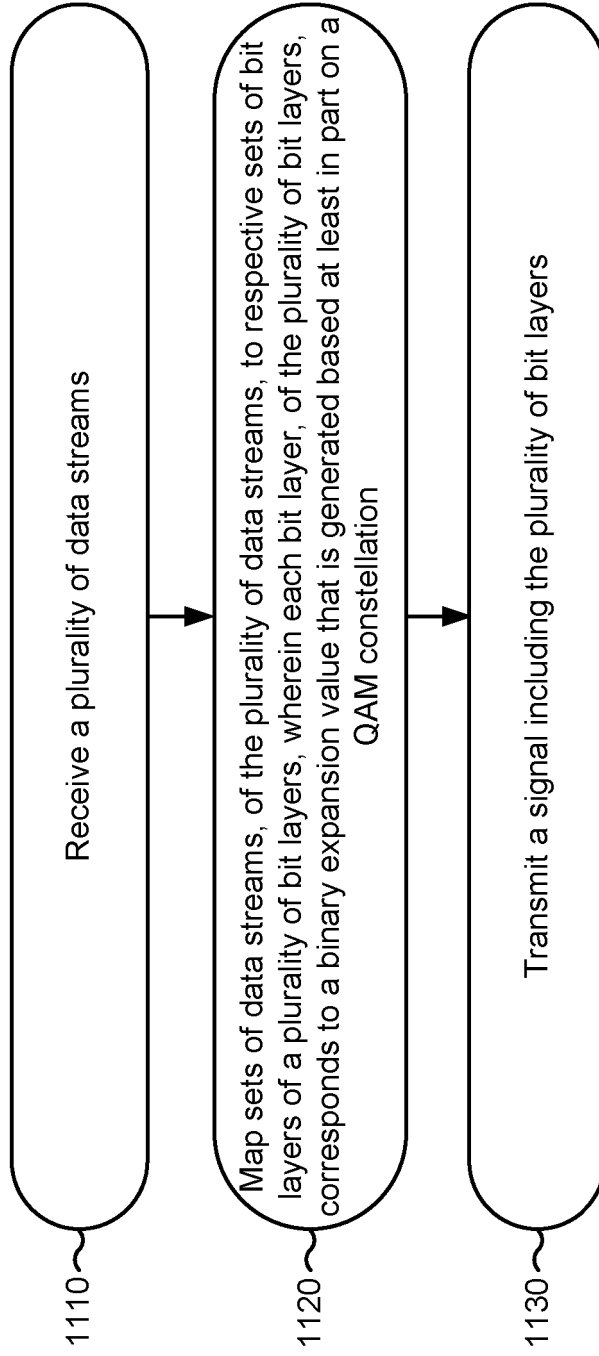 1110
Receive a plurality of data streams
1120
Map sets of data streams, of the plurality of data streams, to respective sets of bit
layers of a plurality of bit layers, wherein each bit layer, of the plurality of bit layers,
corresponds to a binary expansion value that is generated based at least in part on a
QAM constellation
1130
Transmit a signal including the plurality of bit layers